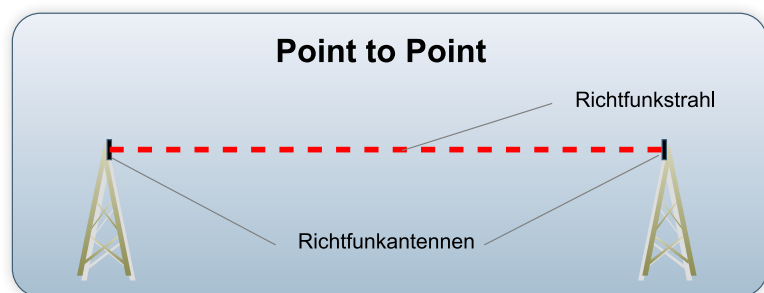 Point to Point
Richtfunkstrahl
Richtfunkantennen